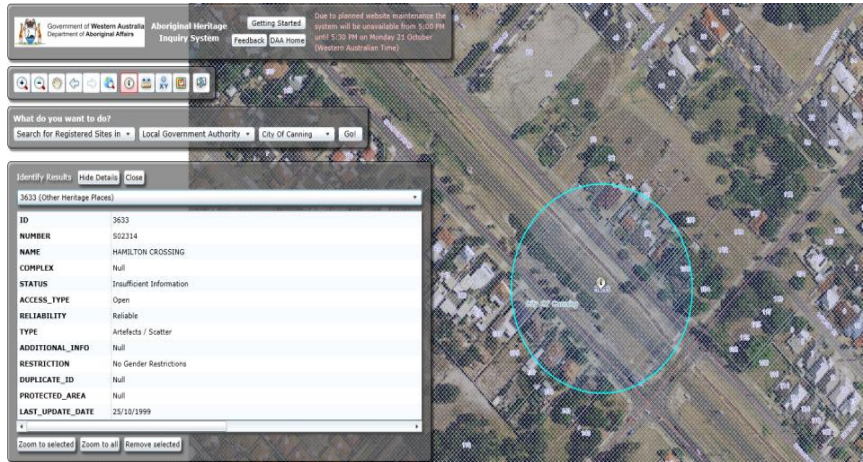 Government of Western Australia
Department of Aboriginal Affairs
Aboriginal Heritage
Inquiry System
Getting Started
Feedback DAA Home
Due to planned website maintenance the
system will be unavailable from 5:00 PM
until 5:30 PM on Monday 21 October
(Western Australian Time)
XY
What do you want to do?
Search for Registered Sites in Local Government Authority City Of Canning Go!
Identify Results Hide Details Close
3633 (Other Heritage Places)
ID 3633
NUMBER S02314
NAME HAMILTON CROSSING
COMPLEX Null
STATUS Insufficient Information
ACCESS_TYPE Open
RELIABILITY Reliable
TYPE Artefacts / Scatter
ADDITIONAL_INFO Null
RESTRICTION No Gender Restrictions
DUPLICATE_ID Null
PROTECTED_AREA Null
LAST_UPDATE_DATE 25/10/1999
Zoom to selected Zoom to all Remove selected
City Of Canning